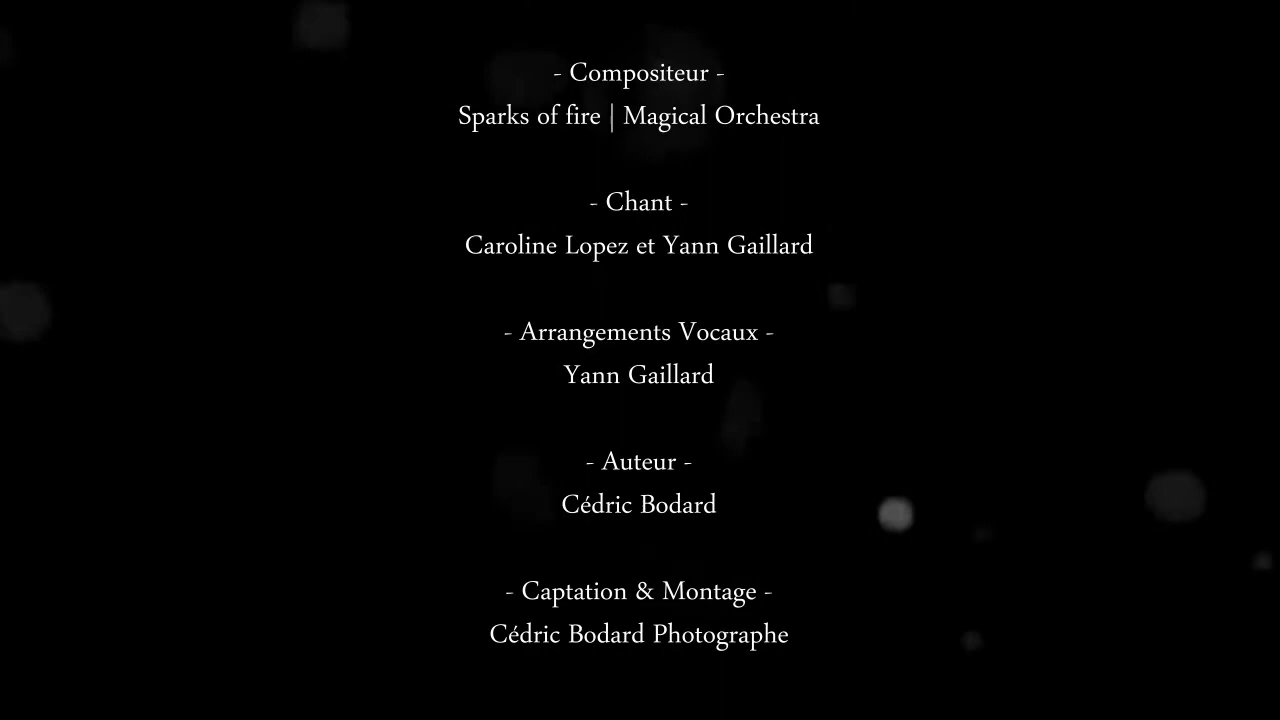 - Compositeur -
Sparks of fire | Magical Orchestra
- Chant -
Caroline Lopez et Yann Gaillard
- Arrangements Vocaux -
Yann Gaillard
- Auteur -
Cédric Bodard
- Captation & Montage -
Cédric Bodard Photographe